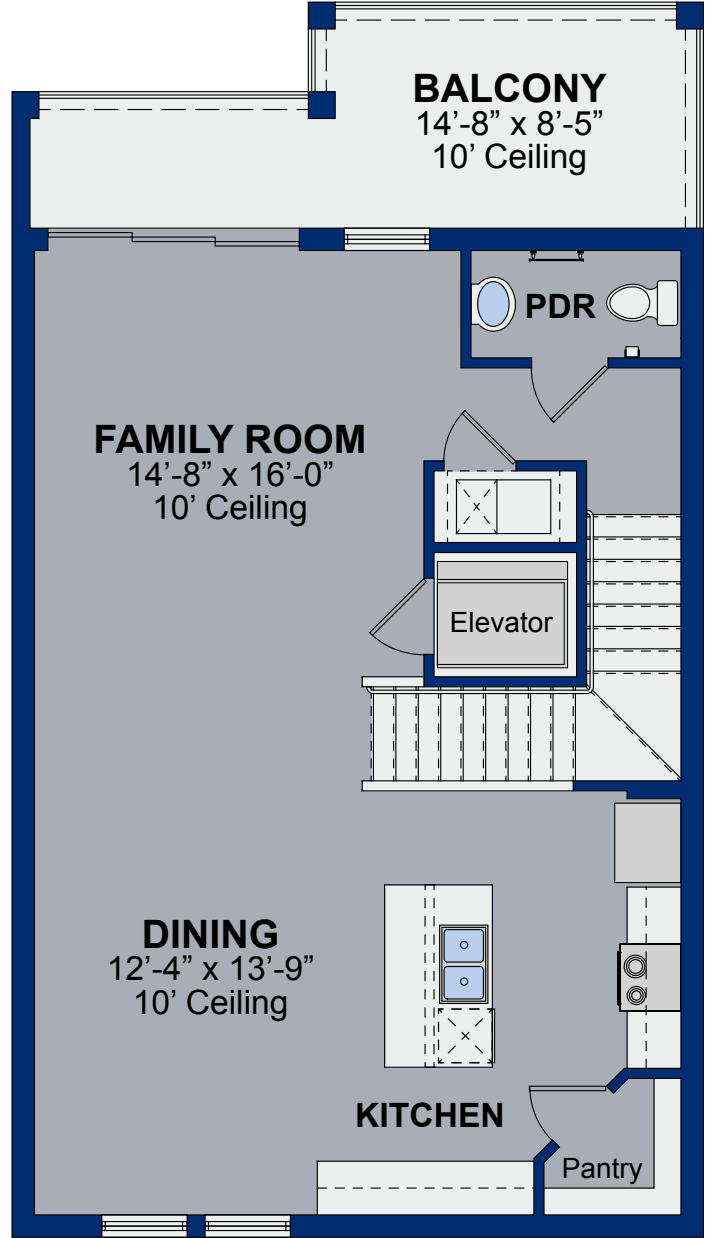 BALCONY
14’-8” x 8’-5”
10’ Ceiling
PDR
FAMILY ROOM
14’-8” x 16’-0”
10’ Ceiling
Elevator
DINING
12’-4” x 13’-9”
10’ Ceiling
KITCHEN
Pantry